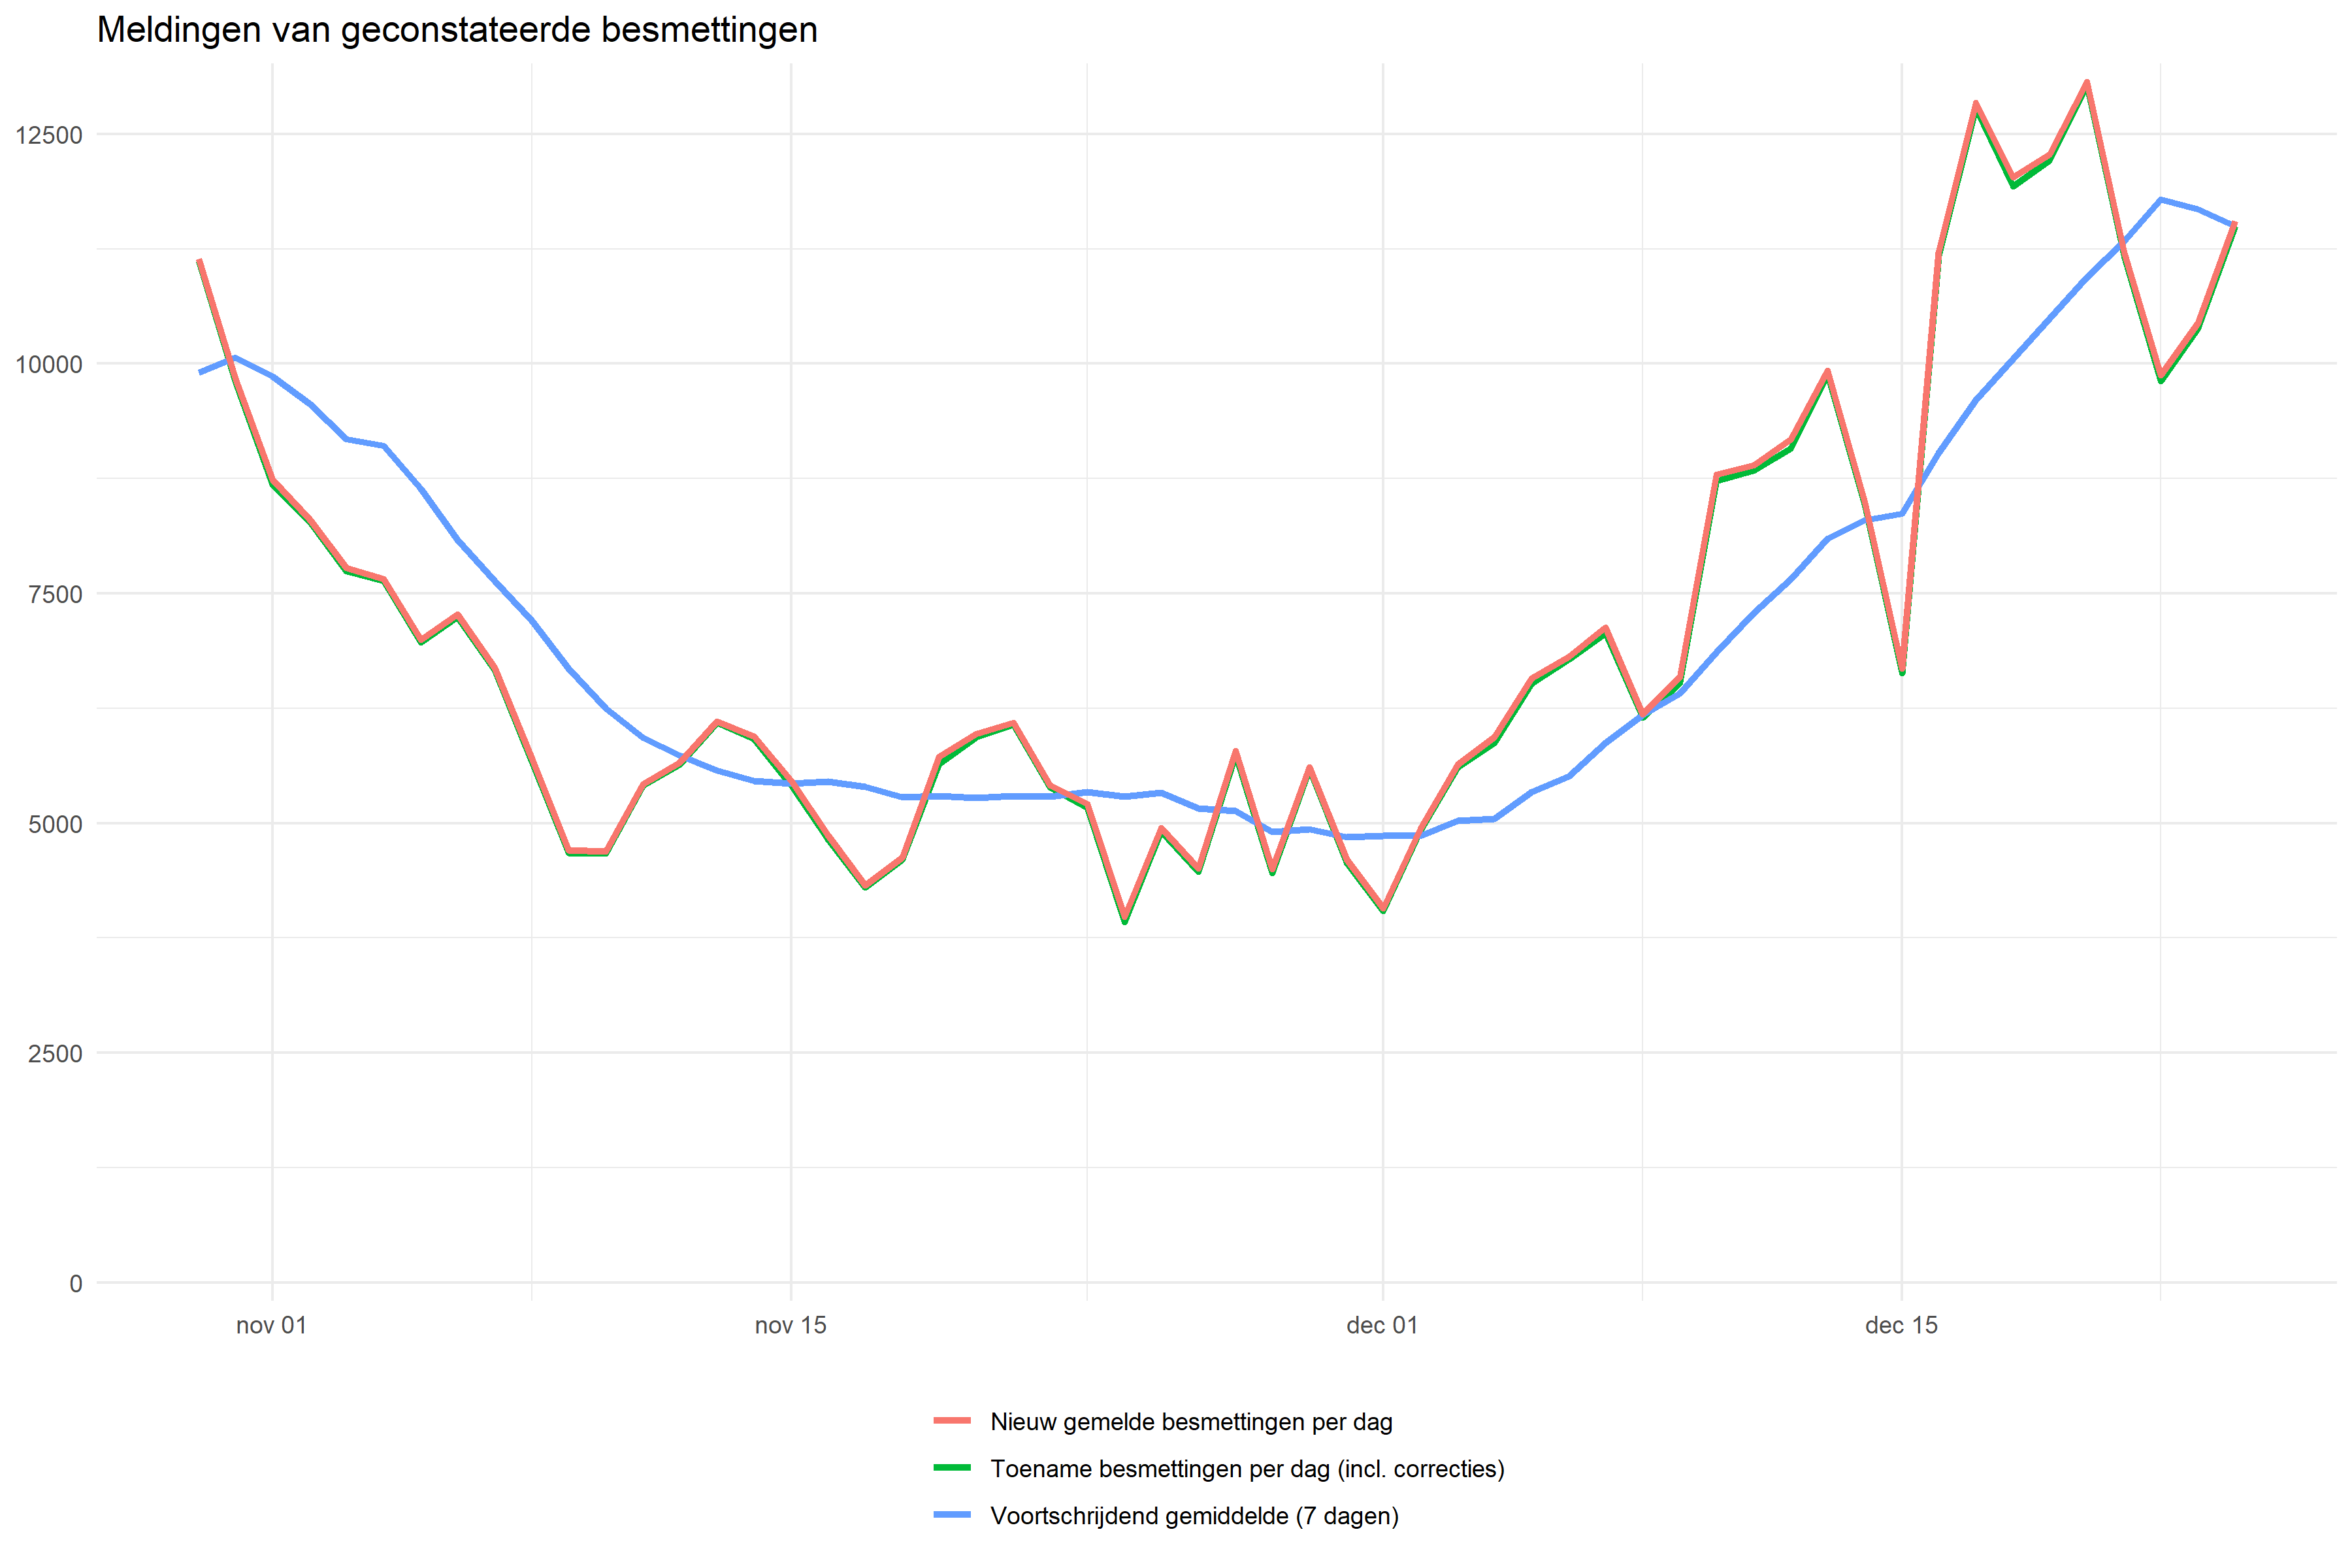 Meldingen van geconstateerde besmettingen
12500
10000
7500
5000
2500
0
nov 01
nov 15
dec 01
dec 15
Nieuw gemelde besmettingen per dag
Toename besmettingen per dag (incl. correcties)
Voortschrijdend gemiddelde (7 dagen)